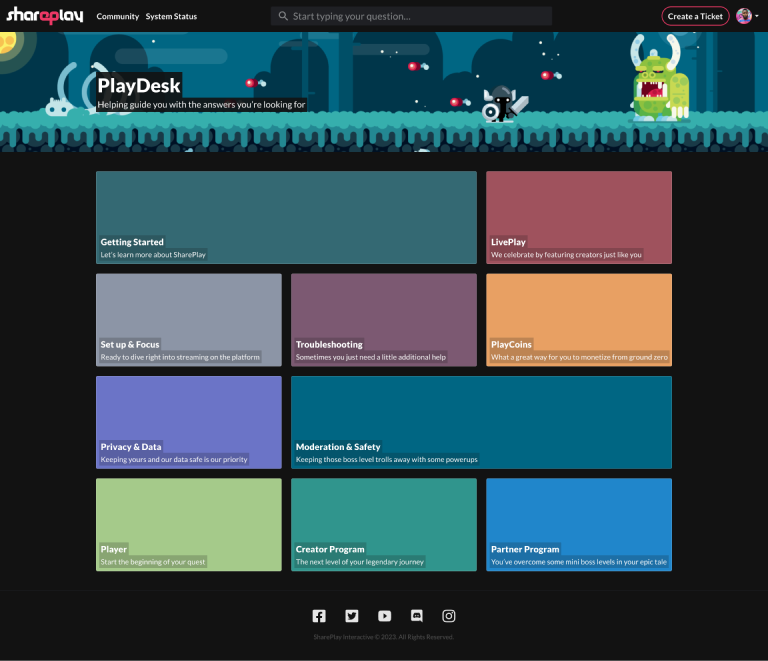 shareplay
Community
System Status
Start typing your question...
Create a Ticket
PlayDesk
Helping guide you with the answers you're looking for
Getting Started
Let's learn more about SharePlay
LivePlay
We celebrate by featuring creators just like you
Set up & Focus
Ready to dive right into streaming on the platform
Troubleshooting
Sometimes you just need a little additional help
PlayCoins
What a great way for you to monetize from ground zero
Privacy & Data
Keeping yours and our data safe is our priority
Moderation & Safety
Keeping those boss level trolls away with some powerups
Player
Start the beginning of your quest
Creator Program
The next level of your legendary journey
Partner Program
You've overcome some mini boss levels in your epic tale
SharePlay Interactive © 2023. All Rights Reserved.